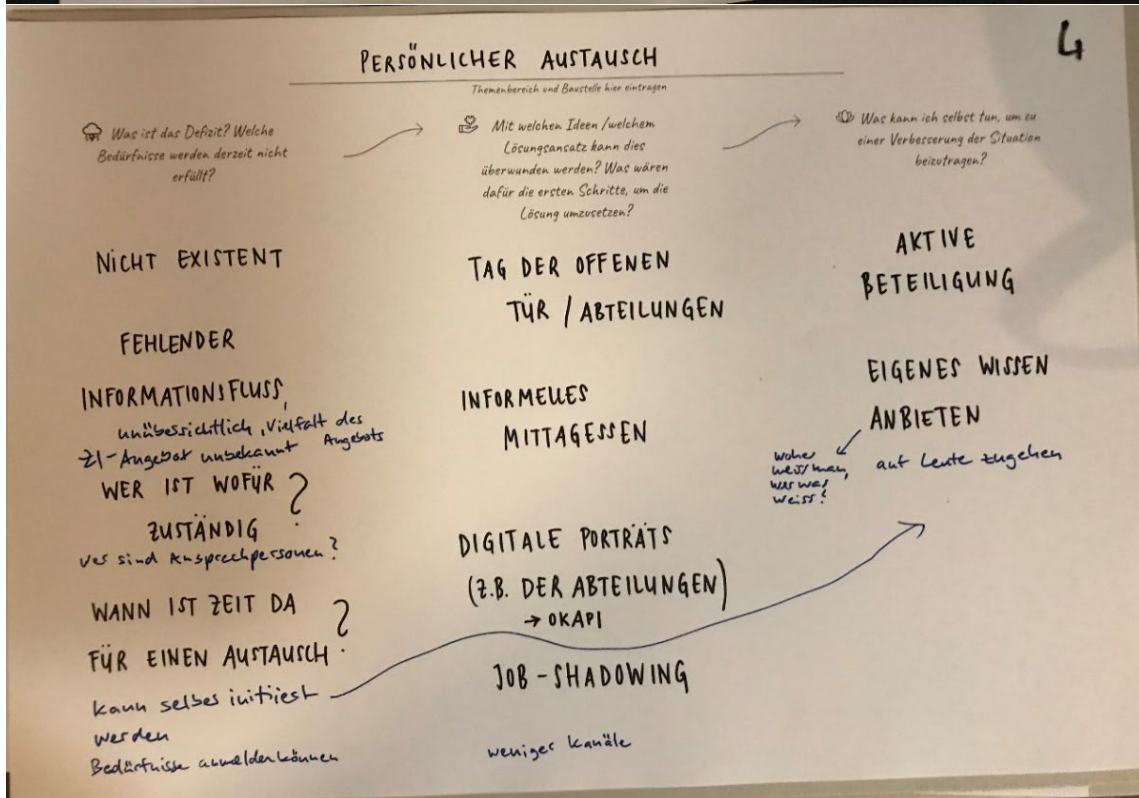 4
PERSÖNLICHER AUSTAUSCH
Themenbereich und Baustelle hier eintragen
Was ist das Defizit? Welche
Bedürfnisse werden derzeit nicht
erfüllt?
NICHT EXISTENT
FEHLENDER
INFORMATIONSFLUSS,
unübersichtlich, Vielfalt des
ZI-Angebot unbekannt Angebots
WER IST WOFÜR
ZUSTÄNDIG ?
wer sind Ansprechpersonen?
WANN IST ZEIT DA
FÜR EINEN AUSTAUSCH ?
kann selber initiiert
werden
Bedürfnisse anmelden können
Mit welchen Ideen /welchem
Lösungsansatz kann dies
überwunden werden? Was wären
dafür die ersten Schritte, um die
Lösung umzusetzen?
TAG DER OFFENEN
TÜR / ABTEILUNGEN
INFORMELLES
MITTAGESSEN
DIGITALE PORTRÄTS
(Z.B. DER ABTEILUNGEN)
→ OKAPI
JOB-SHADOWING
weniger Kanäle
Was kann ich selbst tun, um zu
einer Verbesserung der Situation
beizutragen?
AKTIVE
BETEILIGUNG
EIGENES WISSEN
ANBIETEN
woher
weiss man,
wer was
weiss?
auf Leute zugehen